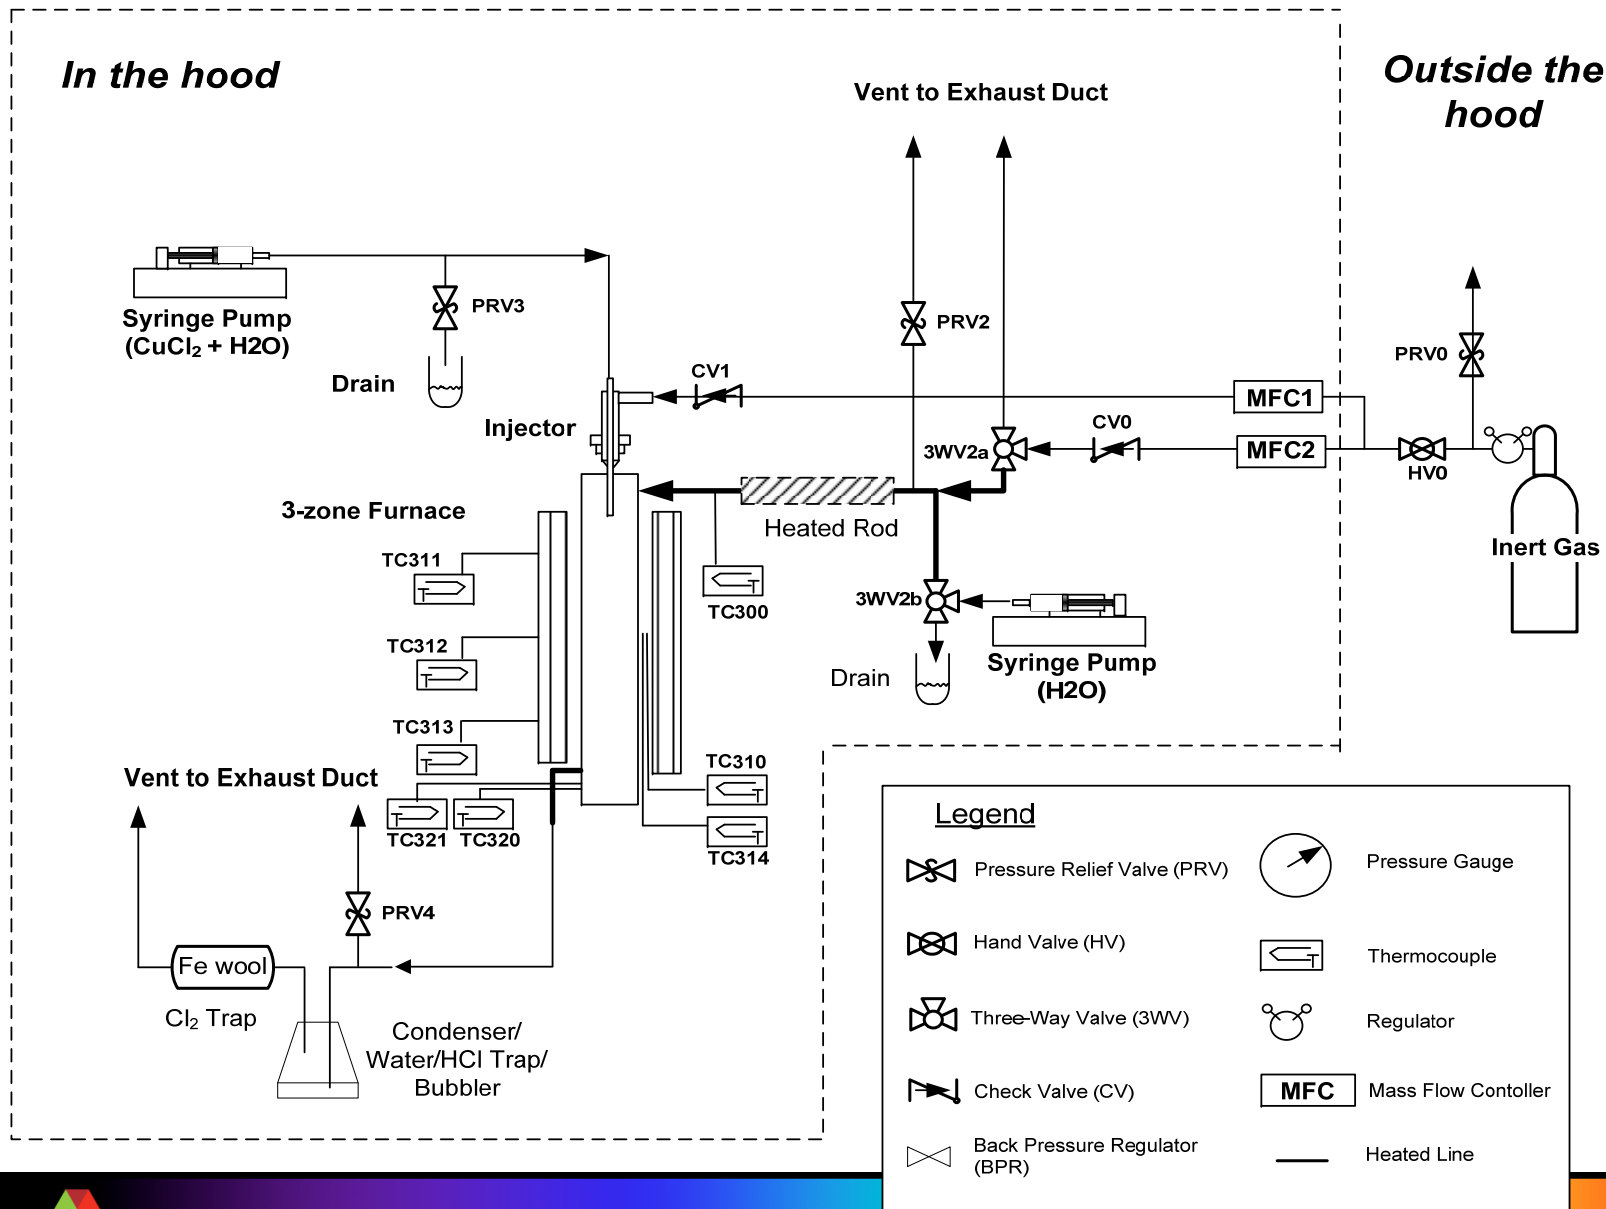 In the hood
Outside the
hood
Vent to Exhaust Duct
Syringe Pump
(CuCl₂ + H2O)
PRV3
Drain
PRV2
PRV0
CV1
MFC1
Injector
CV0
3WV2a
MFC2
HV0
3-zone Furnace
Heated Rod
Inert Gas
TC311
TC300
3WV2b
TC312
Drain
Syringe Pump
(H2O)
TC313
TC310
Vent to Exhaust Duct
TC321
TC320
TC314
PRV4
Fe wool
Cl₂ Trap
Condenser/
Water/HCl Trap/
Bubbler
Legend
Pressure Relief Valve (PRV)
Pressure Gauge
Hand Valve (HV)
Thermocouple
Three-Way Valve (3WV)
Regulator
Check Valve (CV)
MFC
Mass Flow Contoller
Back Pressure Regulator
(BPR)
Heated Line